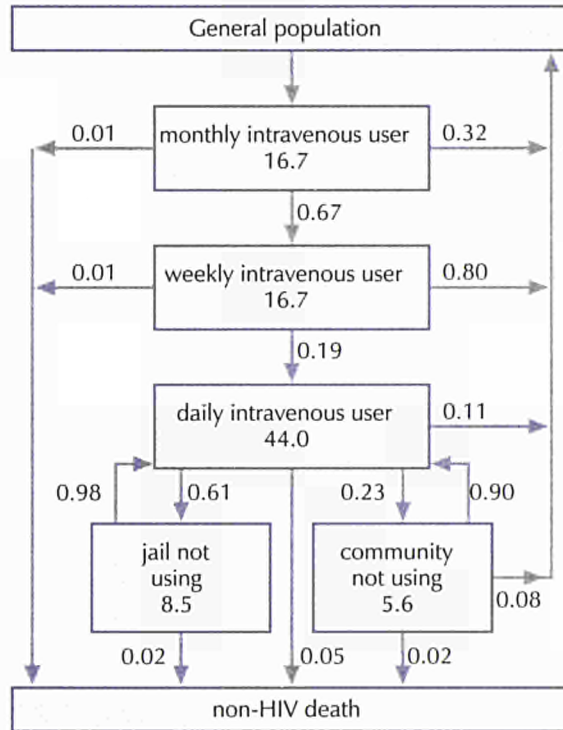 General population
0.01
monthly intravenous user
16.7
0.32
0.67
0.01
weekly intravenous user
16.7
0.80
0.19
daily intravenous user
44.0
0.11
0.98
0.61
0.23
0.90
jail not
using
8.5
community
not using
5.6
0.08
0.02
0.05
0.02
non-HIV death